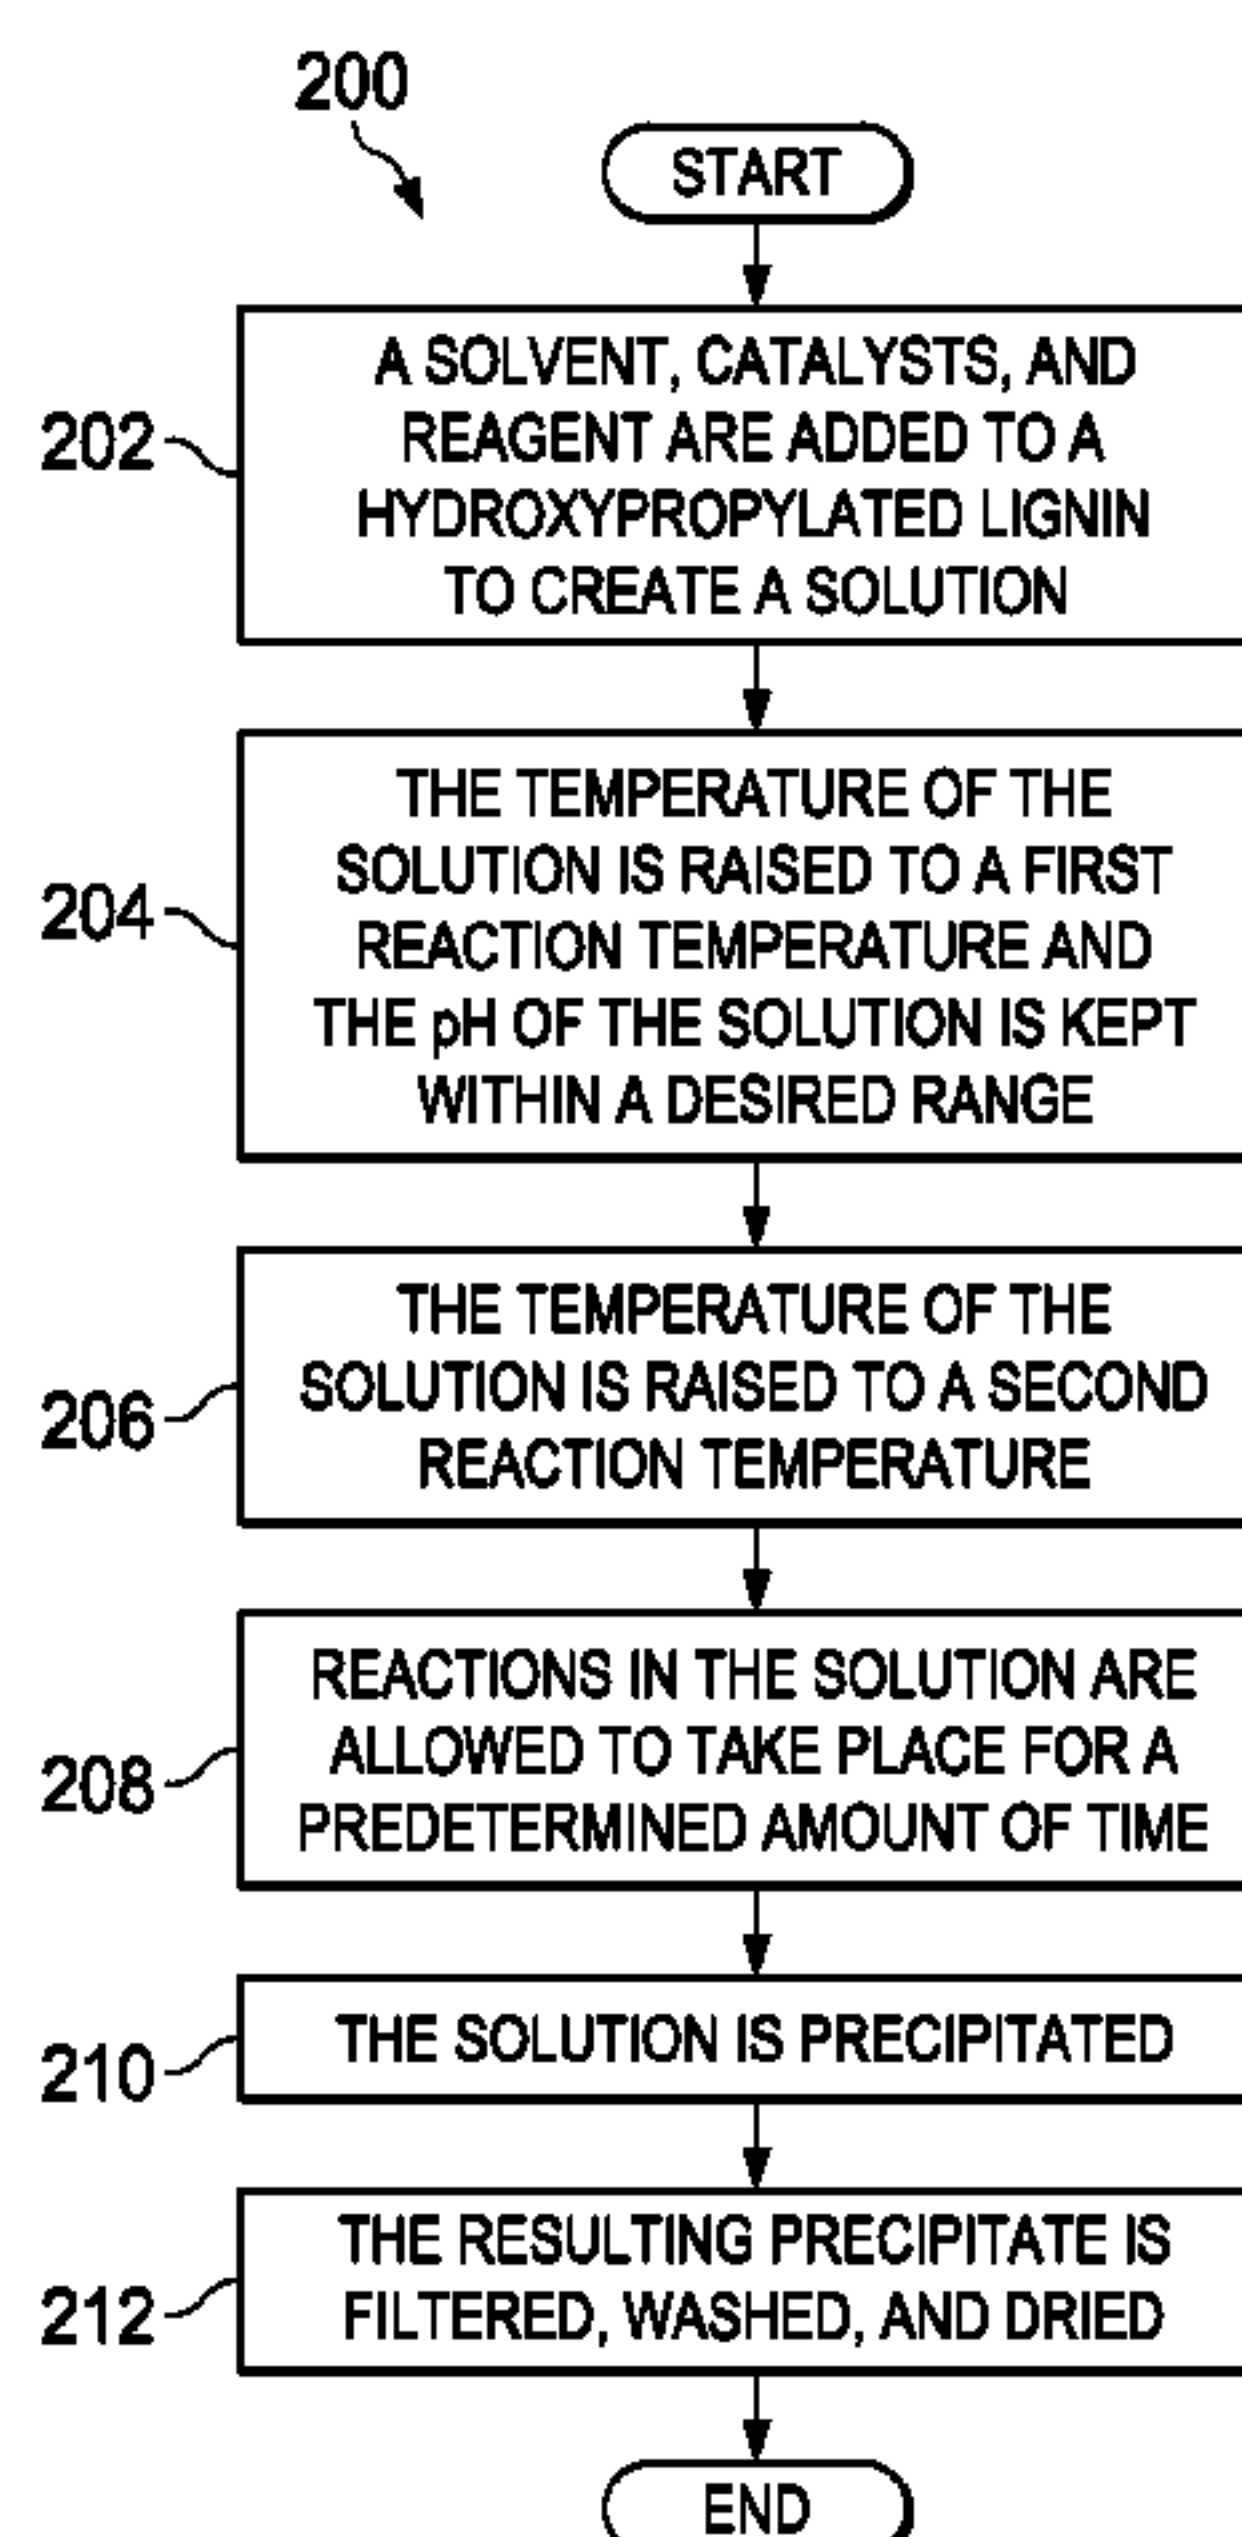 200
START
202
A SOLVENT, CATALYSTS, AND
REAGENT ARE ADDED TO A
HYDROXYPROPYLATED LIGNIN
TO CREATE A SOLUTION
204
THE TEMPERATURE OF THE
SOLUTION IS RAISED TO A FIRST
REACTION TEMPERATURE AND
THE pH OF THE SOLUTION IS KEPT
WITHIN A DESIRED RANGE
206
THE TEMPERATURE OF THE
SOLUTION IS RAISED TO A SECOND
REACTION TEMPERATURE
208
REACTIONS IN THE SOLUTION ARE
ALLOWED TO TAKE PLACE FOR A
PREDETERMINED AMOUNT OF TIME
210
THE SOLUTION IS PRECIPITATED
212
THE RESULTING PRECIPITATE IS
FILTERED, WASHED, AND DRIED
END